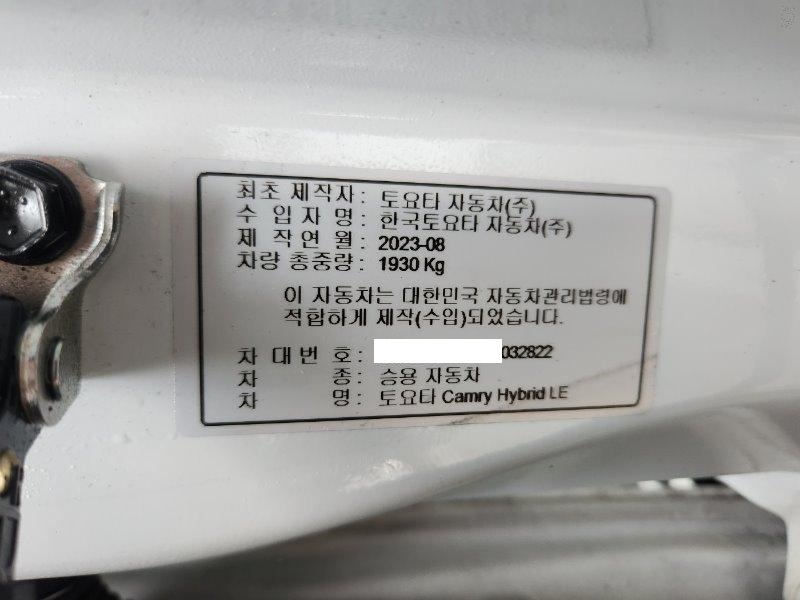 최초 제작자 : 토요타 자동차(주)
수 입 자 명 : 한국토요타 자동차(주)
제 작 연 월 : 2023-08
차량 총중량 : 1930 Kg
이 자동차는 대한민국 자동차관리법령에
적합하게 제작(수입)되었습니다.
차 대 번 호 : 032822
차 종 : 승용 자동차
차 명 : 토요타 Camry Hybrid LE